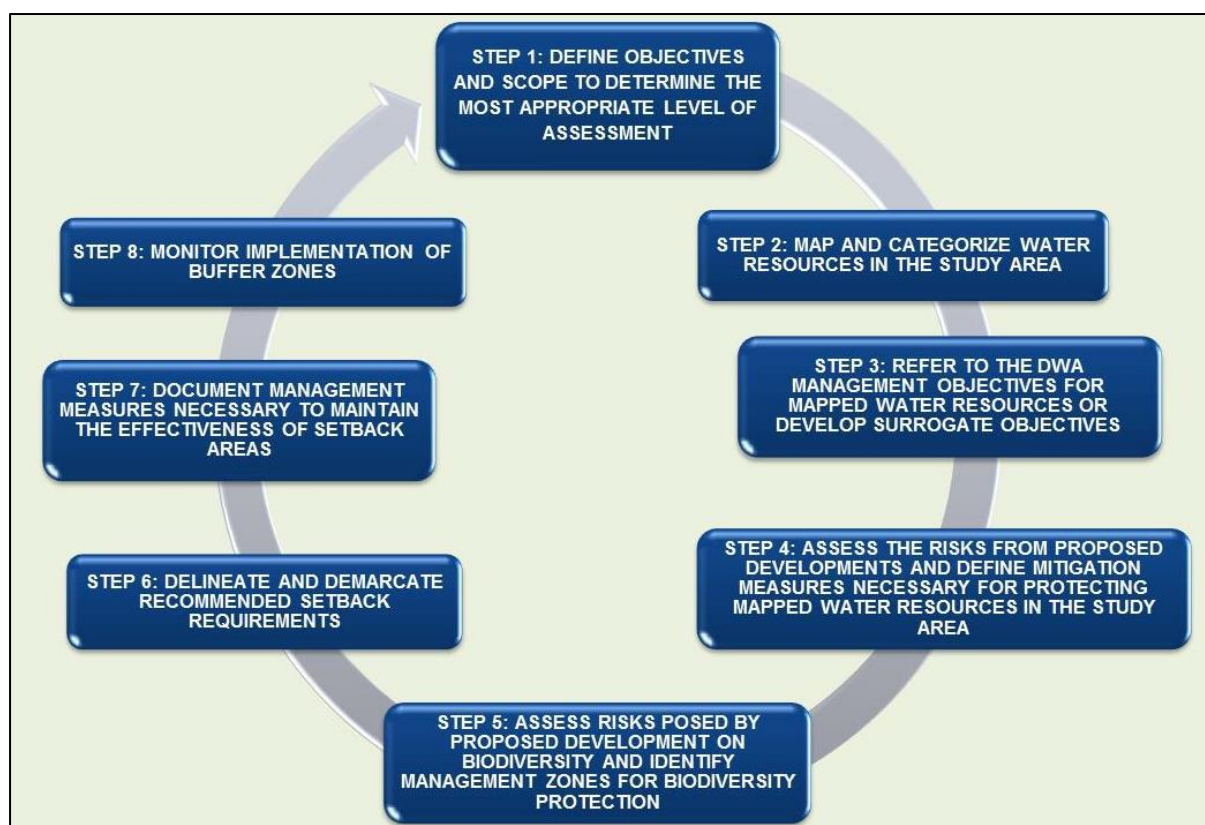 STEP 1: DEFINE OBJECTIVES
AND SCOPE TO DETERMINE THE
MOST APPROPRIATE LEVEL OF
ASSESSMENT
STEP 2: MAP AND CATEGORIZE WATER
RESOURCES IN THE STUDY AREA
STEP 3: REFER TO THE DWA
MANAGEMENT OBJECTIVES FOR
MAPPED WATER RESOURCES OR
DEVELOP SURROGATE OBJECTIVES
STEP 4: ASSESS THE RISKS FROM PROPOSED
DEVELOPMENTS AND DEFINE MITIGATION
MEASURES NECESSARY FOR PROTECTING
MAPPED WATER RESOURCES IN THE STUDY
AREA
STEP 5: ASSESS RISKS POSED BY
PROPOSED DEVELOPMENT ON
BIODIVERSITY AND IDENTIFY
MANAGEMENT ZONES FOR BIODIVERSITY
PROTECTION
STEP 6: DELINEATE AND DEMARCATE
RECOMMENDED SETBACK
REQUIREMENTS
STEP 7: DOCUMENT MANAGEMENT
MEASURES NECESSARY TO MAINTAIN
THE EFFECTIVENESS OF SETBACK
AREAS
STEP 8: MONITOR IMPLEMENTATION OF
BUFFER ZONES